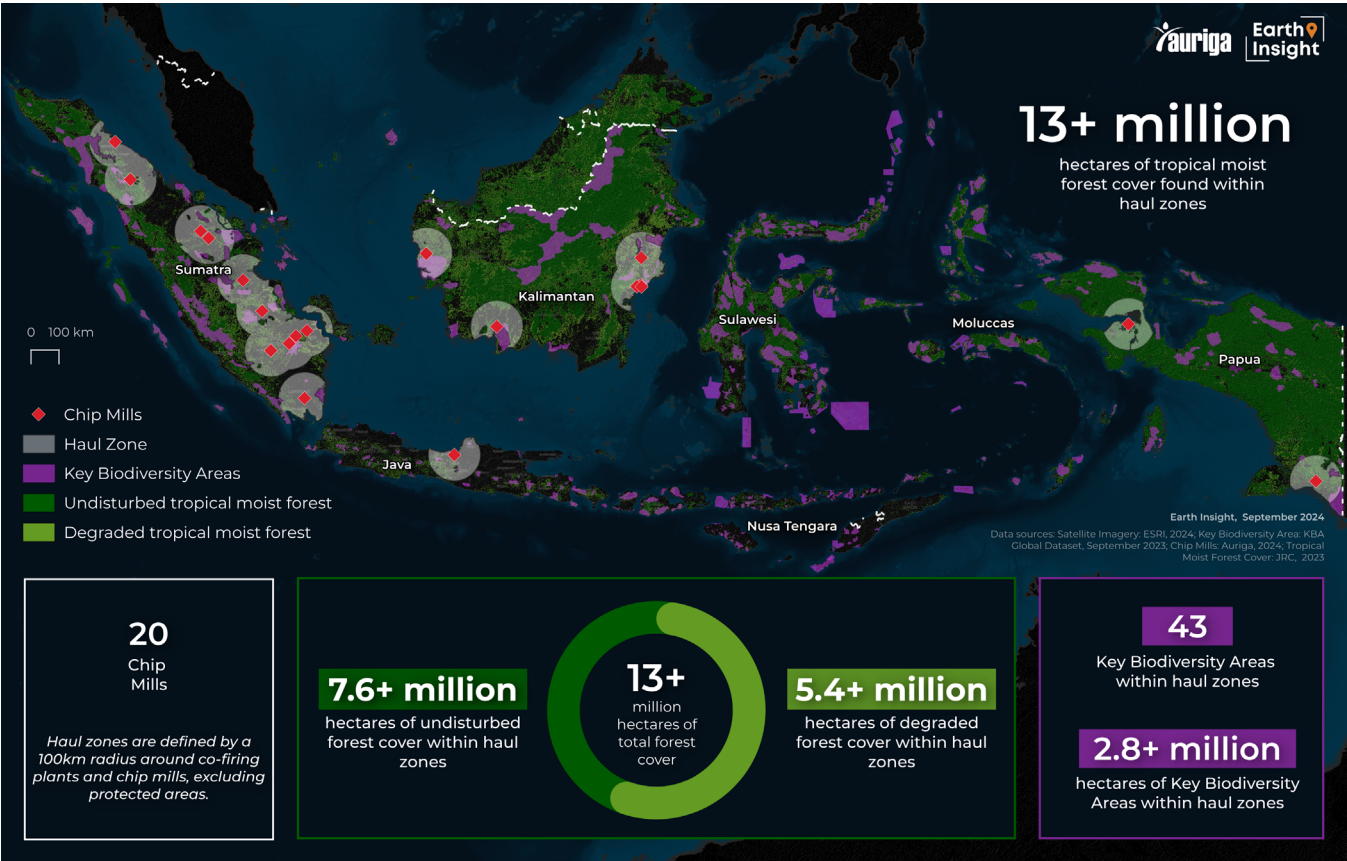 auriga
Earth
Insight
13+ million
hectares of tropical moist
forest cover found within
haul zones
Sumatra
Kalimantan
Sulawesi
Moluccas
Papua
Java
Nusa Tengara
0 100 km
Chip Mills
Haul Zone
Key Biodiversity Areas
Undisturbed tropical moist forest
Degraded tropical moist forest
Earth Insight, September 2024
Data sources: Satellite Imagery: ESRI, 2024; Key Biodiversity Area: KBA
Global Dataset, September 2023; Chip Mills: Auriga, 2024; Tropical
Moist Forest Cover: JRC, 2023
20
Chip
Mills
Haul zones are defined by a
100km radius around co-firing
plants and chip mills, excluding
protected areas.
7.6+ million
hectares of undisturbed
forest cover within haul
zones
13+
million
hectares of
total forest
cover
5.4+ million
hectares of degraded
forest cover within haul
zones
43
Key Biodiversity Areas
within haul zones
2.8+ million
hectares of Key Biodiversity
Areas within haul zones